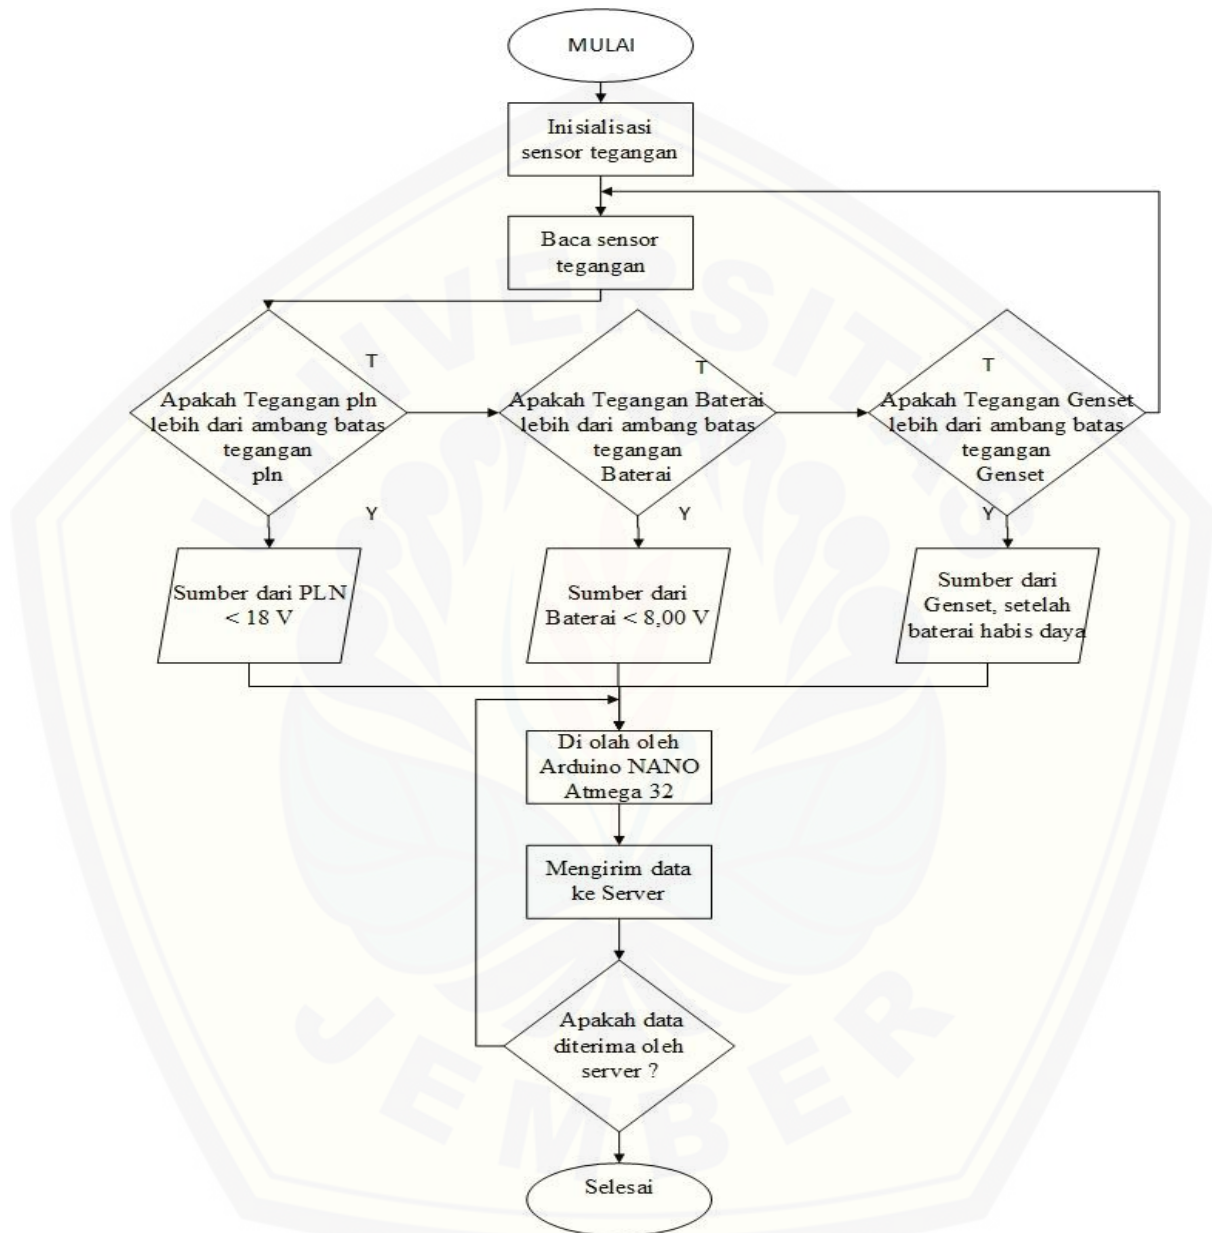 MULAI
Inisialisasi
sensor tegangan
Baca sensor
tegangan
T
Apakah Tegangan pln
lebih dari ambang batas
tegangan
pln
Y
T
Apakah Tegangan Baterai
lebih dari ambang batas
tegangan
Baterai
Y
T
Apakah Tegangan Genset
lebih dari ambang batas
tegangan
Genset
Y
Sumber dari PLN
< 18 V
Sumber dari
Baterai < 8,00 V
Sumber dari
Genset, setelah
baterai habis daya
Di olah oleh
Arduino NANO
Atmega 32
Mengirim data
ke Server
Apakah data
diterima oleh
server ?
Selesai
UNIVERSITAS
JEMBER